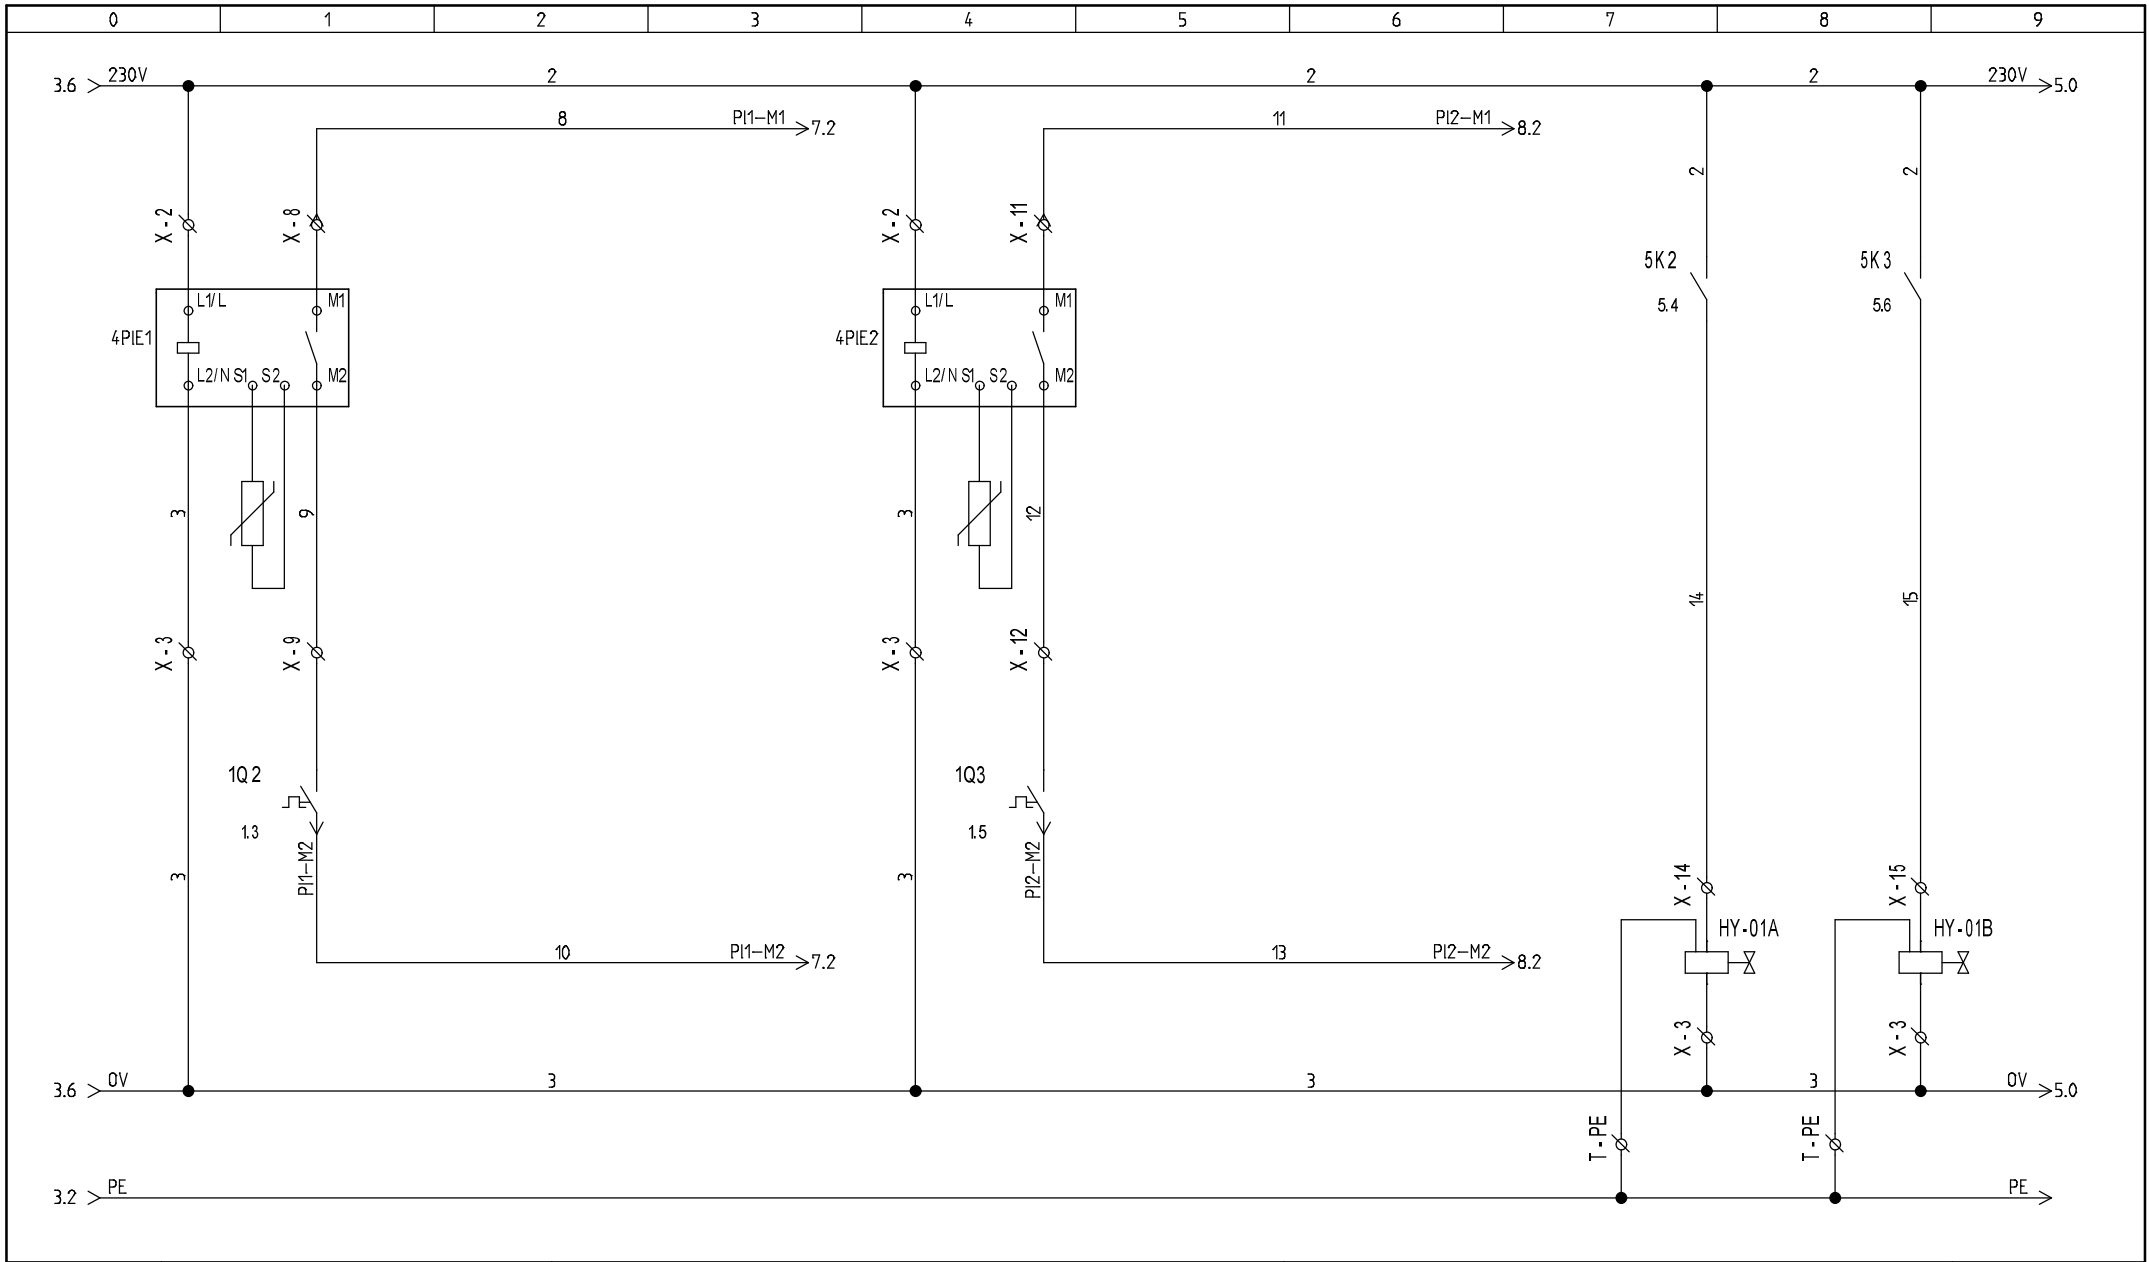 0 1 2 3 4 5 6 7 8 9
3.6 230V 2 2 2 230V 5.0
8 PI1-M1 7.2 11 PI2-M1 8.2
2 2
X-2 X-8 X-2 X-11
5K2 5K3
L1/L M1 L1/L M1
5.4 5.6
4PIE1 4PIE2
L2/N S1 S2 M2 L2/N S1 S2 M2
3 9 3 12
14 15
X-3 X-9 X-3 X-12
1Q2 1Q3
1.3 1.5
PI1-M2 PI2-M2
3 3
X-14 X-15
HY-01A HY-01B
10 PI1-M2 7.2 13 PI2-M2 8.2
X-3 X-3
3.6 0V 3 3 3 0V 5.0
T-PE T-PE
3.2 PE PE